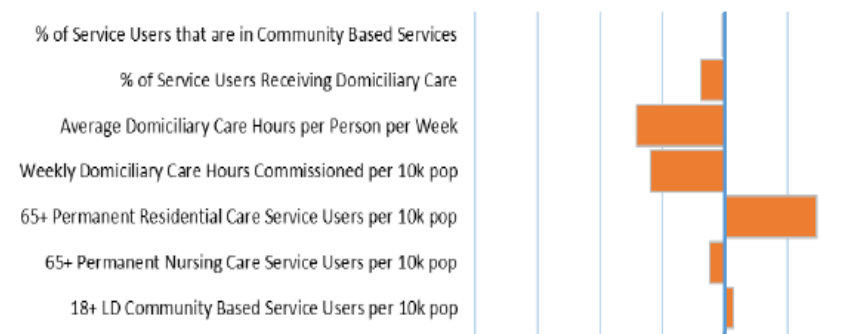 % of Service Users that are in Community Based Services
% of Service Users Receiving Domiciliary Care
Average Domiciliary Care Hours per Person per Week
Weekly Domiciliary Care Hours Commissioned per 10k pop
65+ Permanent Residential Care Service Users per 10k pop
65+ Permanent Nursing Care Service Users per 10k pop
18+ LD Community Based Service Users per 10k pop